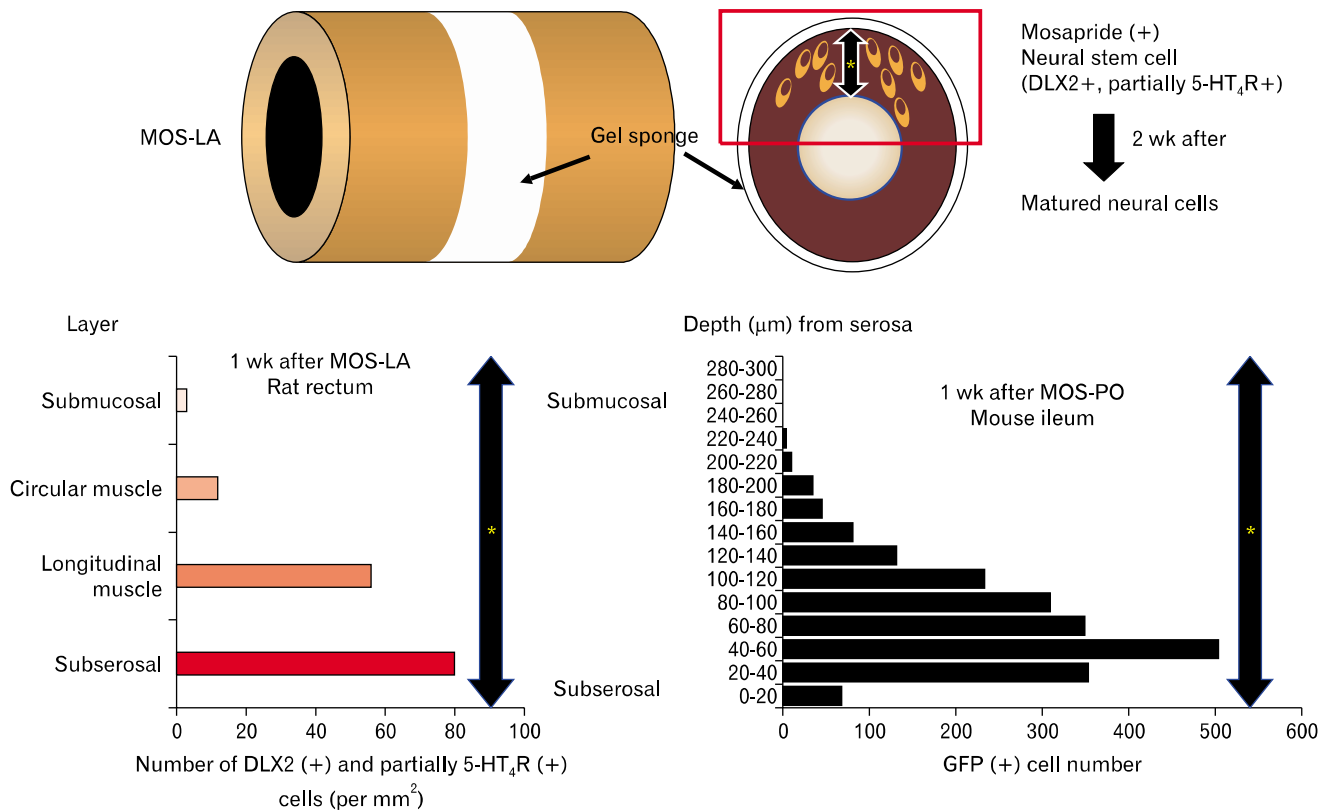 MOS-LA
Gel sponge
*
Mosapride (+)
Neural stem cell
(DLX2+, partially 5-HT₄R+)
2 wk after
Matured neural cells
Layer
1 wk after MOS-LA
Rat rectum
Submucosal
Circular muscle
Longitudinal
muscle
Subserosal
*
0 20 40 60 80 100
Number of DLX2 (+) and partially 5-HT₄R (+)
cells (per mm²)
Depth (μm) from serosa
1 wk after MOS-PO
Mouse ileum
Submucosal
Subserosal
280-300
260-280
240-260
220-240
200-220
180-200
160-180
140-160
120-140
100-120
80-100
60-80
40-60
20-40
0-20
*
0 100 200 300 400 500 600
GFP (+) cell number